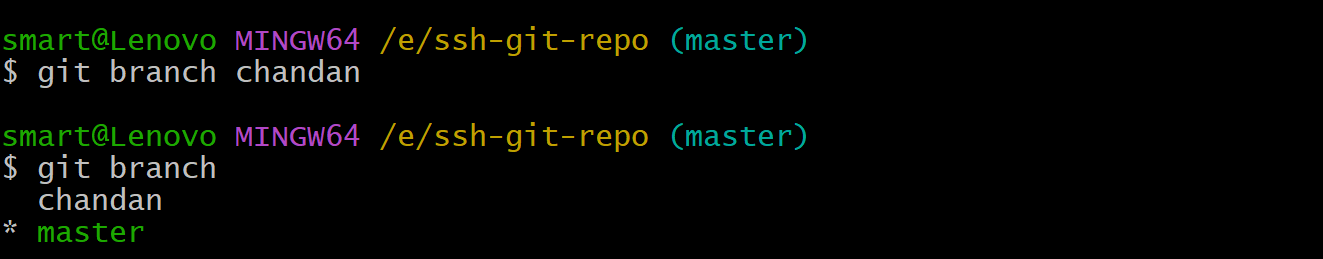 smart@Lenovo MINGW64 /e/ssh-git-repo (master)
$ git branch chandan
smart@Lenovo MINGW64 /e/ssh-git-repo (master)
$ git branch
  chandan
* master